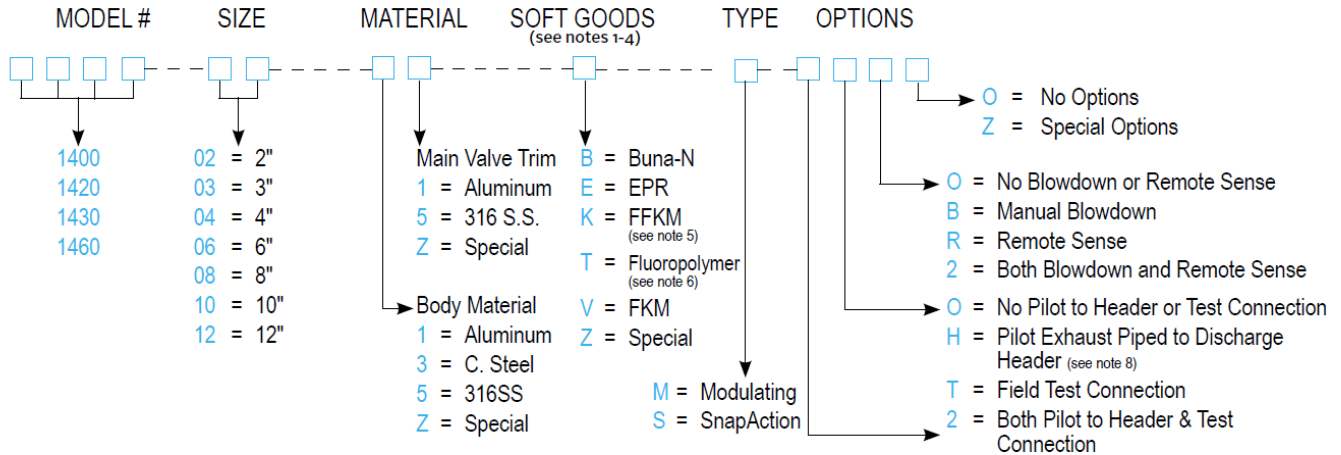 MODEL # SIZE MATERIAL SOFT GOODS TYPE OPTIONS
(see notes 1-4)
1400
1420
1430
1460
02 = 2"
03 = 3"
04 = 4"
06 = 6"
08 = 8"
10 = 10"
12 = 12"
Main Valve Trim
1 = Aluminum
5 = 316 S.S.
Z = Special
Body Material
1 = Aluminum
3 = C. Steel
5 = 316SS
Z = Special
B = Buna-N
E = EPR
K = FFKM
(see note 5)
T = Fluoropolymer
(see note 6)
V = FKM
Z = Special
M = Modulating
S = SnapAction
O = No Options
Z = Special Options
O = No Blowdown or Remote Sense
B = Manual Blowdown
R = Remote Sense
2 = Both Blowdown and Remote Sense
O = No Pilot to Header or Test Connection
H = Pilot Exhaust Piped to Discharge
Header (see note 8)
T = Field Test Connection
2 = Both Pilot to Header & Test
Connection